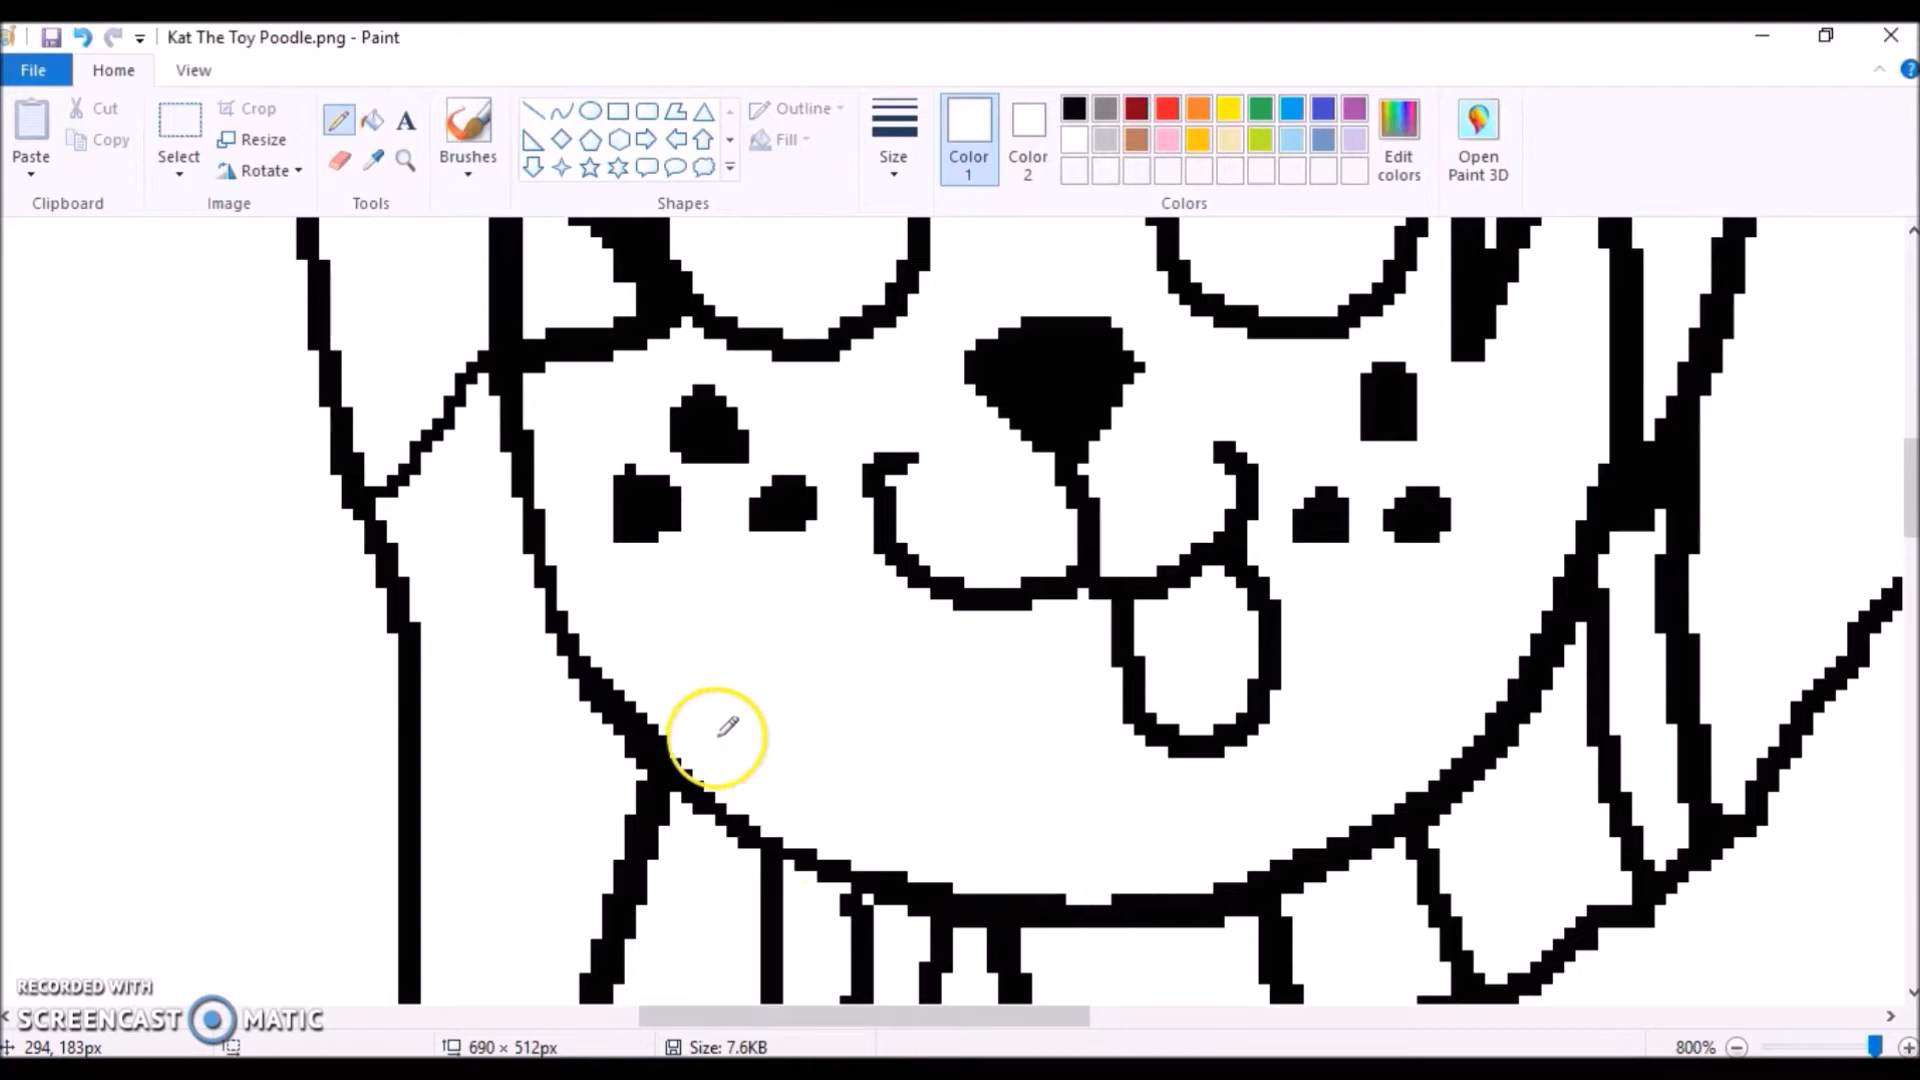 Kat The Toy Poodle.png - Paint
File Home View
Paste Cut Copy Clipboard
Select Crop Resize Rotate Image
A Tools
Brushes
Outline Fill Shapes
Size
Color 1 Color 2 Edit colors Colors
Open Paint 3D
RECORDED WITH
SCREENCAST MATIC
294, 183px 690 × 512px Size: 7.6KB 800%